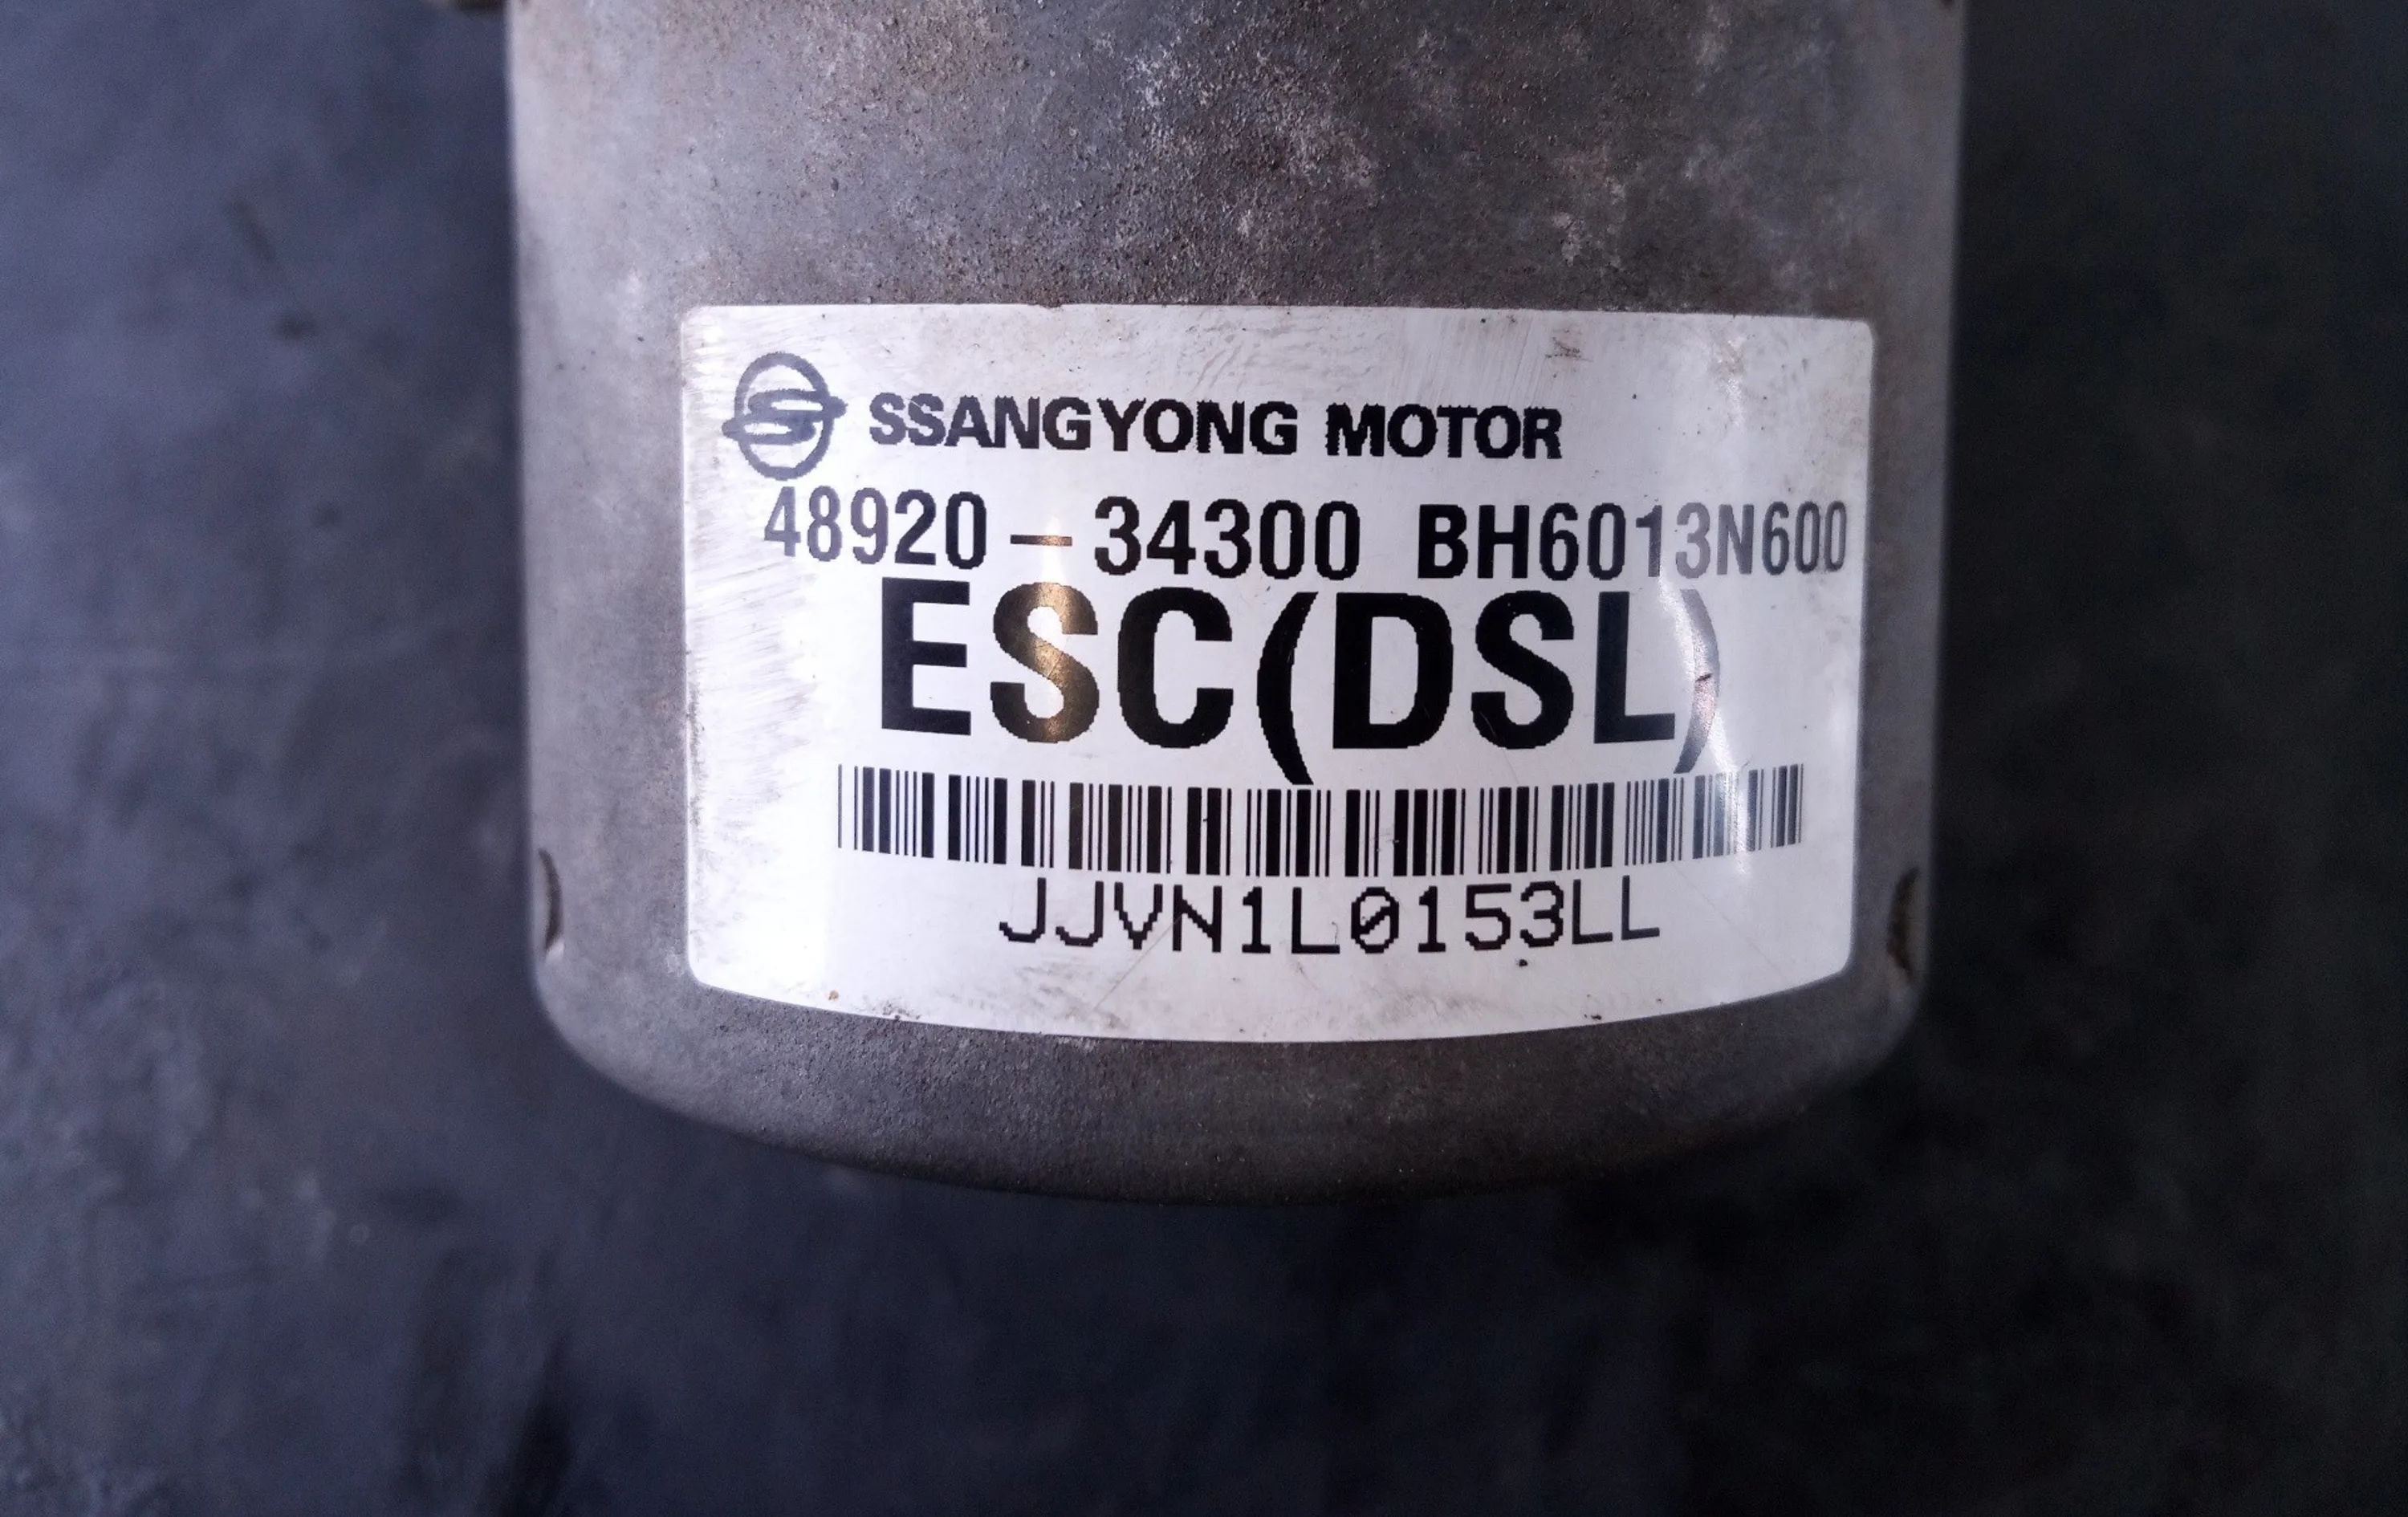 SSANGYONG MOTOR
48920-34300 BH6013N600
ESC(DSL)
JJVN1L0153LL